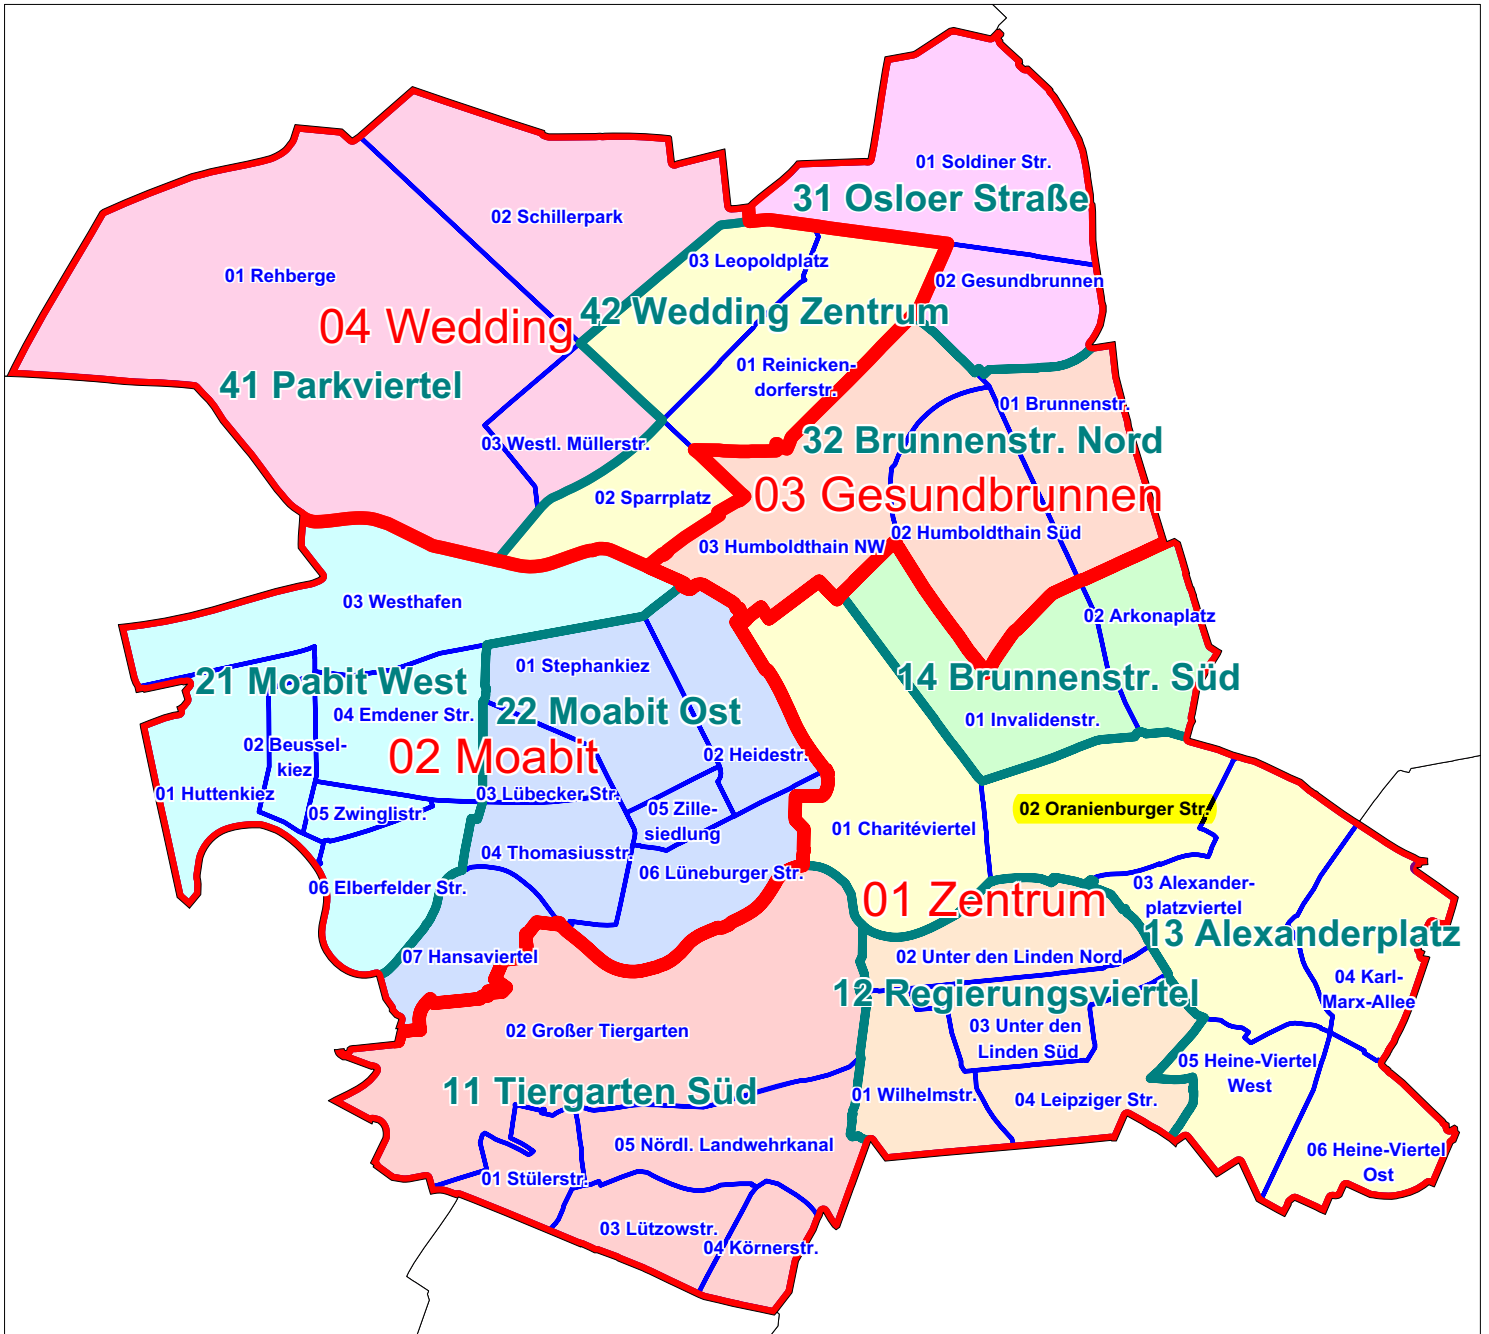 01 Soldiner Str.
31 Osloer Straße
02 Schillerpark
03 Leopoldplatz
01 Rehberge
02 Gesundbrunnen
42 Wedding Zentrum
04 Wedding
01 Reinicken-
dorferstr.
41 Parkviertel
01 Brunnenstr.
32 Brunnenstr. Nord
03 Westl. Müllerstr.
02 Sparrplatz
03 Gesundbrunnen
02 Humboldthain Süd
03 Humboldthain NW
03 Westhafen
02 Arkonaplatz
01 Stephankiez
21 Moabit West
14 Brunnenstr. Süd
22 Moabit Ost
04 Emdener Str.
01 Invalidenstr.
02 Beussel-
kiez
02 Moabit
02 Heidestr.
01 Huttenkiez
03 Lübecker Str.
05 Zwinglistr.
05 Zille-
siedlung
02 Oranienburger Str.
01 Charitéviertel
04 Thomasiusstr.
06 Lüneburger Str.
06 Elberfelder Str.
03 Alexander-
platzviertel
01 Zentrum
13 Alexanderplatz
07 Hansaviertel
02 Unter den Linden Nord
04 Karl-
Marx-Allee
12 Regierungsviertel
02 Großer Tiergarten
03 Unter den
Linden Süd
05 Heine-Viertel
West
11 Tiergarten Süd
01 Wilhelmstr.
04 Leipziger Str.
05 Nördl. Landwehrkanal
06 Heine-Viertel
Ost
01 Stülerstr.
03 Lützowstr.
04 Körnerstr.